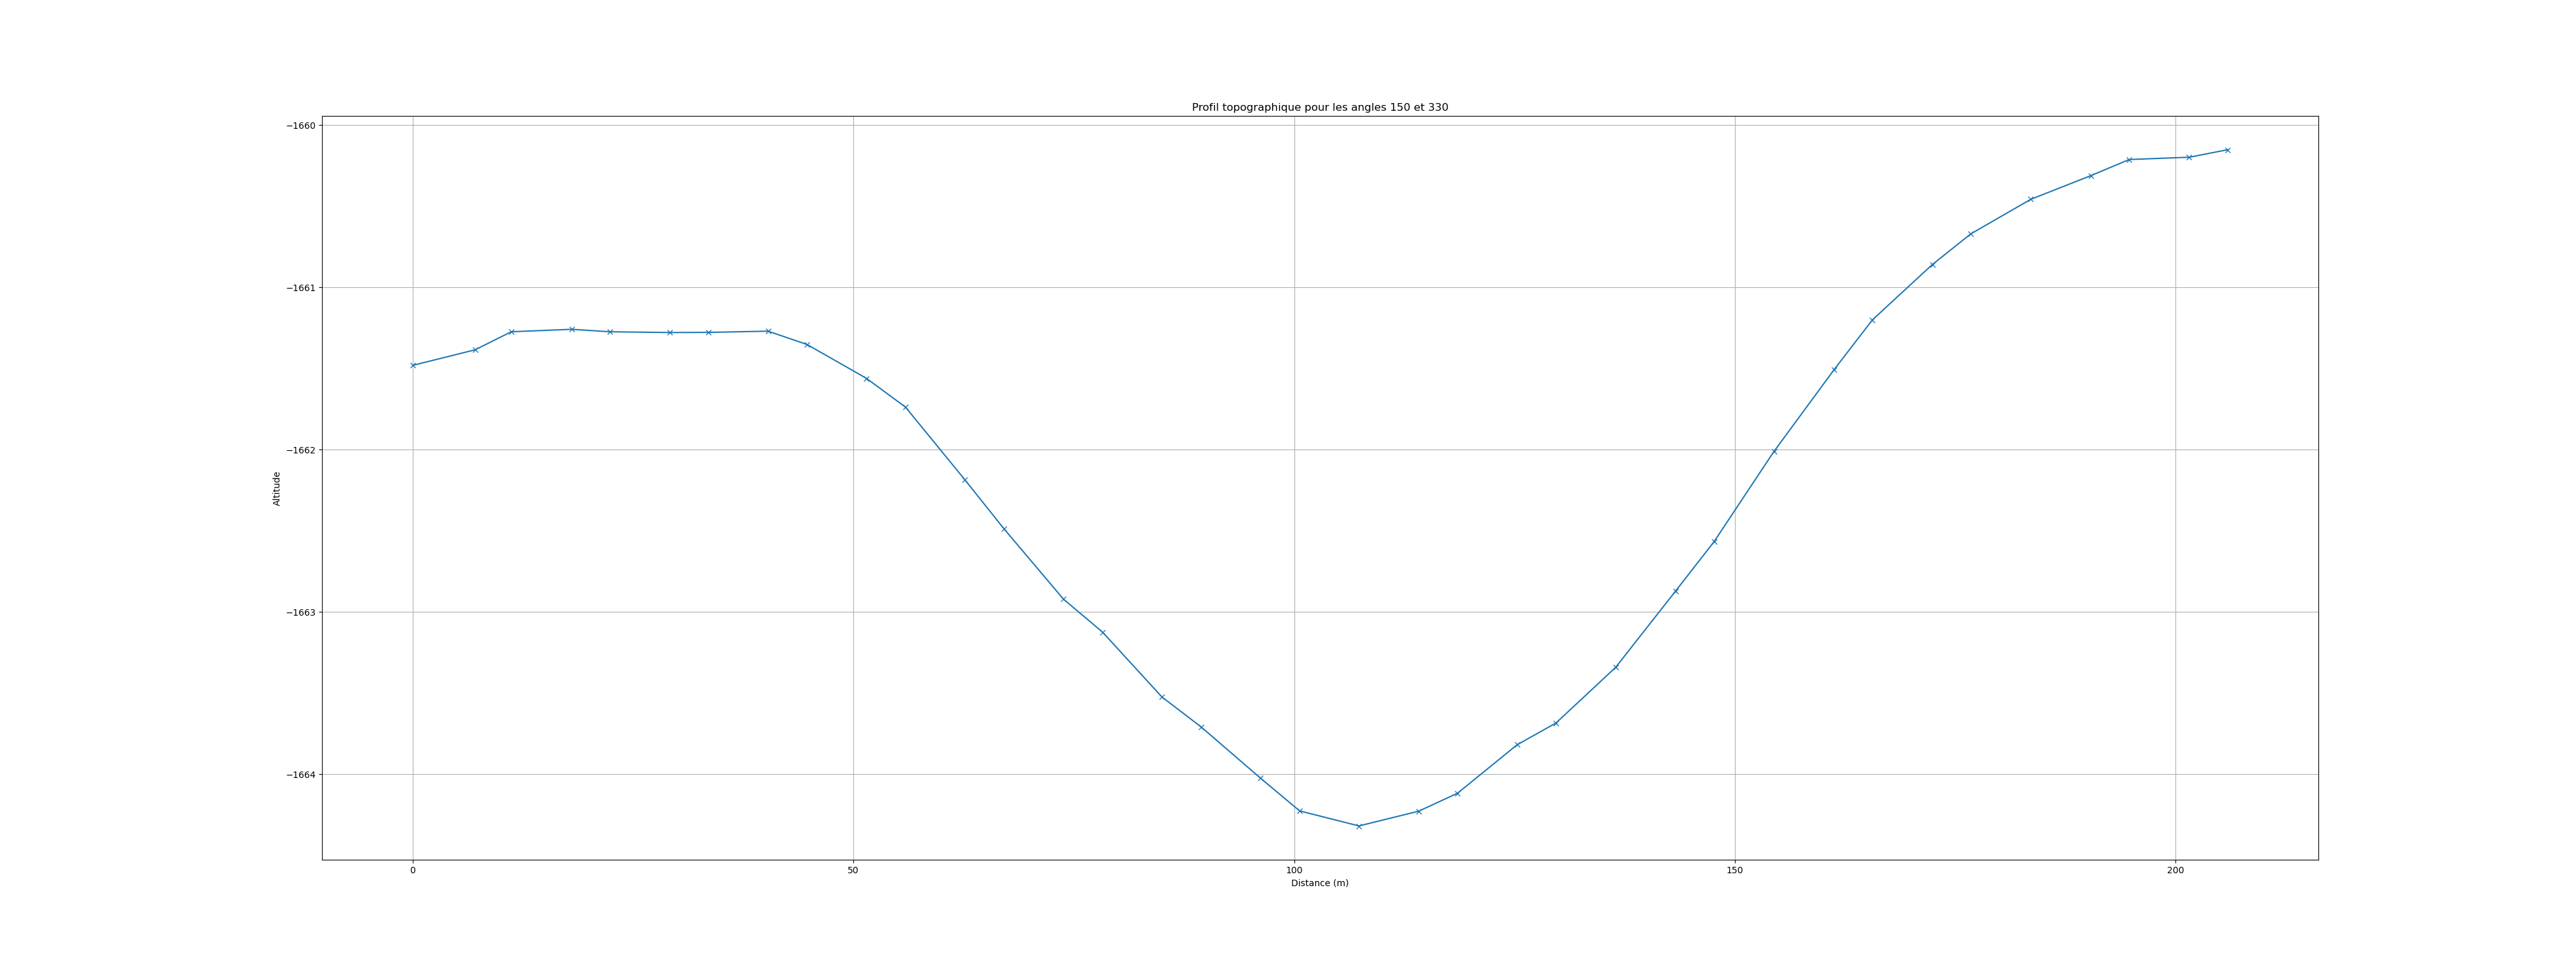 Profil topographique pour les angles 150 et 330
−1660
−1661
−1662
−1663
−1664
Altitude
0 50 100 150 200
Distance (m)